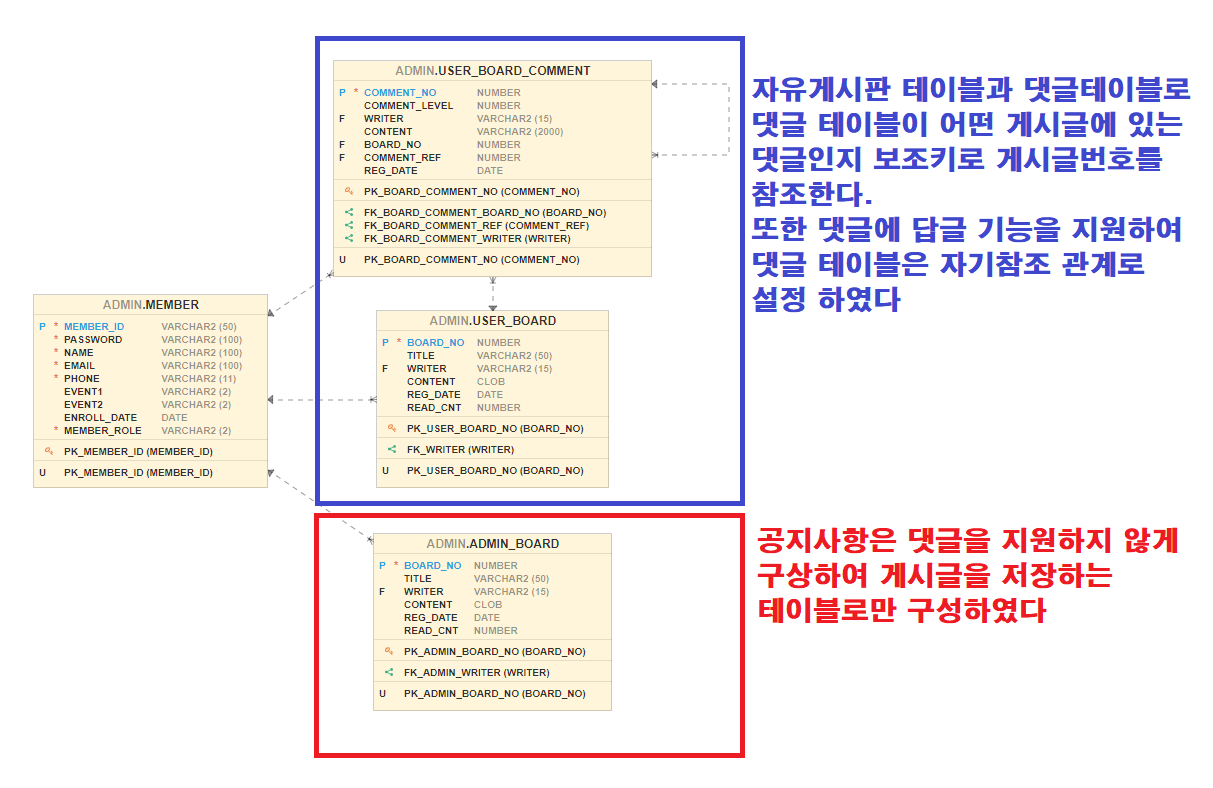 ADMIN.USER_BOARD_COMMENT
P * COMMENT_NO NUMBER
COMMENT_LEVEL NUMBER
F WRITER VARCHAR2 (15)
CONTENT VARCHAR2 (2000)
F BOARD_NO NUMBER
F COMMENT_REF NUMBER
REG_DATE DATE
PK_BOARD_COMMENT_NO (COMMENT_NO)
FK_BOARD_COMMENT_BOARD_NO (BOARD_NO)
FK_BOARD_COMMENT_REF (COMMENT_REF)
FK_BOARD_COMMENT_WRITER (WRITER)
U PK_BOARD_COMMENT_NO (COMMENT_NO)
자유게시판 테이블과 댓글테이블로
댓글 테이블이 어떤 게시글에 있는
댓글인지 보조키로 게시글번호를
참조한다.
또한 댓글에 답글 기능을 지원하여
댓글 테이블은 자기참조 관계로
설정 하였다
ADMIN.MEMBER
P * MEMBER_ID VARCHAR2 (50)
* PASSWORD VARCHAR2 (100)
* NAME VARCHAR2 (100)
* EMAIL VARCHAR2 (100)
* PHONE VARCHAR2 (11)
EVENT1 VARCHAR2 (2)
EVENT2 VARCHAR2 (2)
ENROLL_DATE DATE
* MEMBER_ROLE VARCHAR2 (2)
PK_MEMBER_ID (MEMBER_ID)
U PK_MEMBER_ID (MEMBER_ID)
ADMIN.USER_BOARD
P * BOARD_NO NUMBER
TITLE VARCHAR2 (50)
F WRITER VARCHAR2 (15)
CONTENT CLOB
REG_DATE DATE
READ_CNT NUMBER
PK_USER_BOARD_NO (BOARD_NO)
FK_WRITER (WRITER)
U PK_USER_BOARD_NO (BOARD_NO)
ADMIN.ADMIN_BOARD
P * BOARD_NO NUMBER
TITLE VARCHAR2 (50)
F WRITER VARCHAR2 (15)
CONTENT CLOB
REG_DATE DATE
READ_CNT NUMBER
PK_ADMIN_BOARD_NO (BOARD_NO)
FK_ADMIN_WRITER (WRITER)
U PK_ADMIN_BOARD_NO (BOARD_NO)
공지사항은 댓글을 지원하지 않게
구상하여 게시글을 저장하는
테이블로만 구성하였다